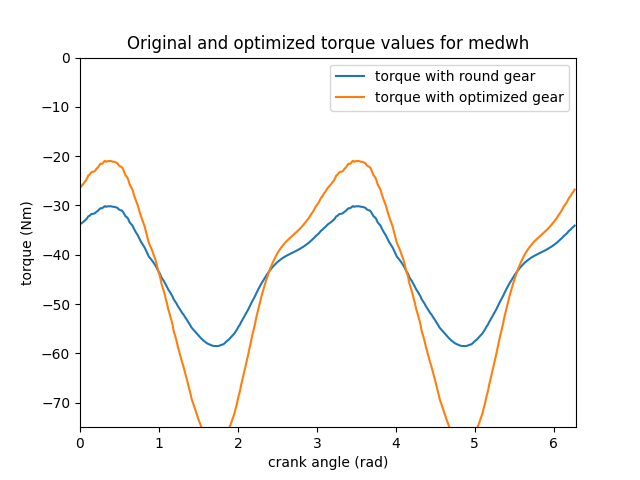 Original and optimized torque values for medwh
torque with round gear
torque with optimized gear
0
−10
−20
−30
−40
−50
−60
−70
torque (Nm)
0 1 2 3 4 5 6
crank angle (rad)